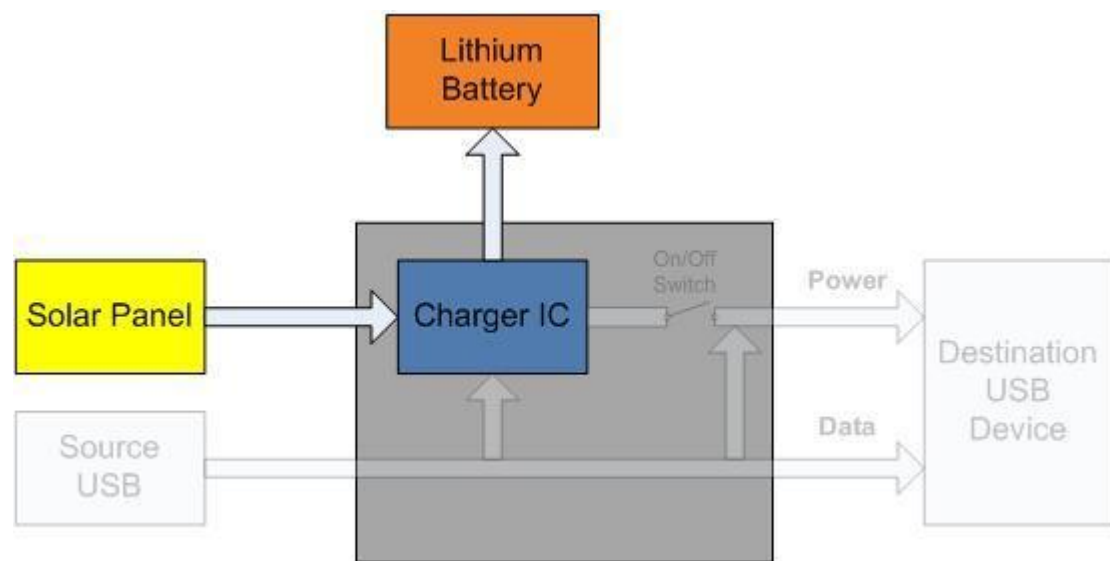 Lithium
Battery
Solar Panel
Charger IC
On/Off
Switch
Power
Destination
USB
Device
Source
USB
Data